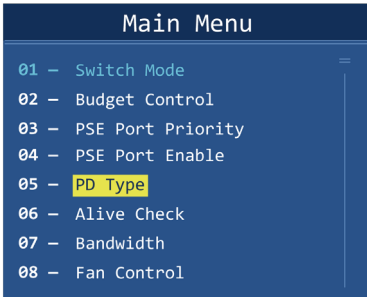 Main Menu
01 – Switch Mode
02 – Budget Control
03 – PSE Port Priority
04 – PSE Port Enable
05 – PD Type
06 – Alive Check
07 – Bandwidth
08 – Fan Control